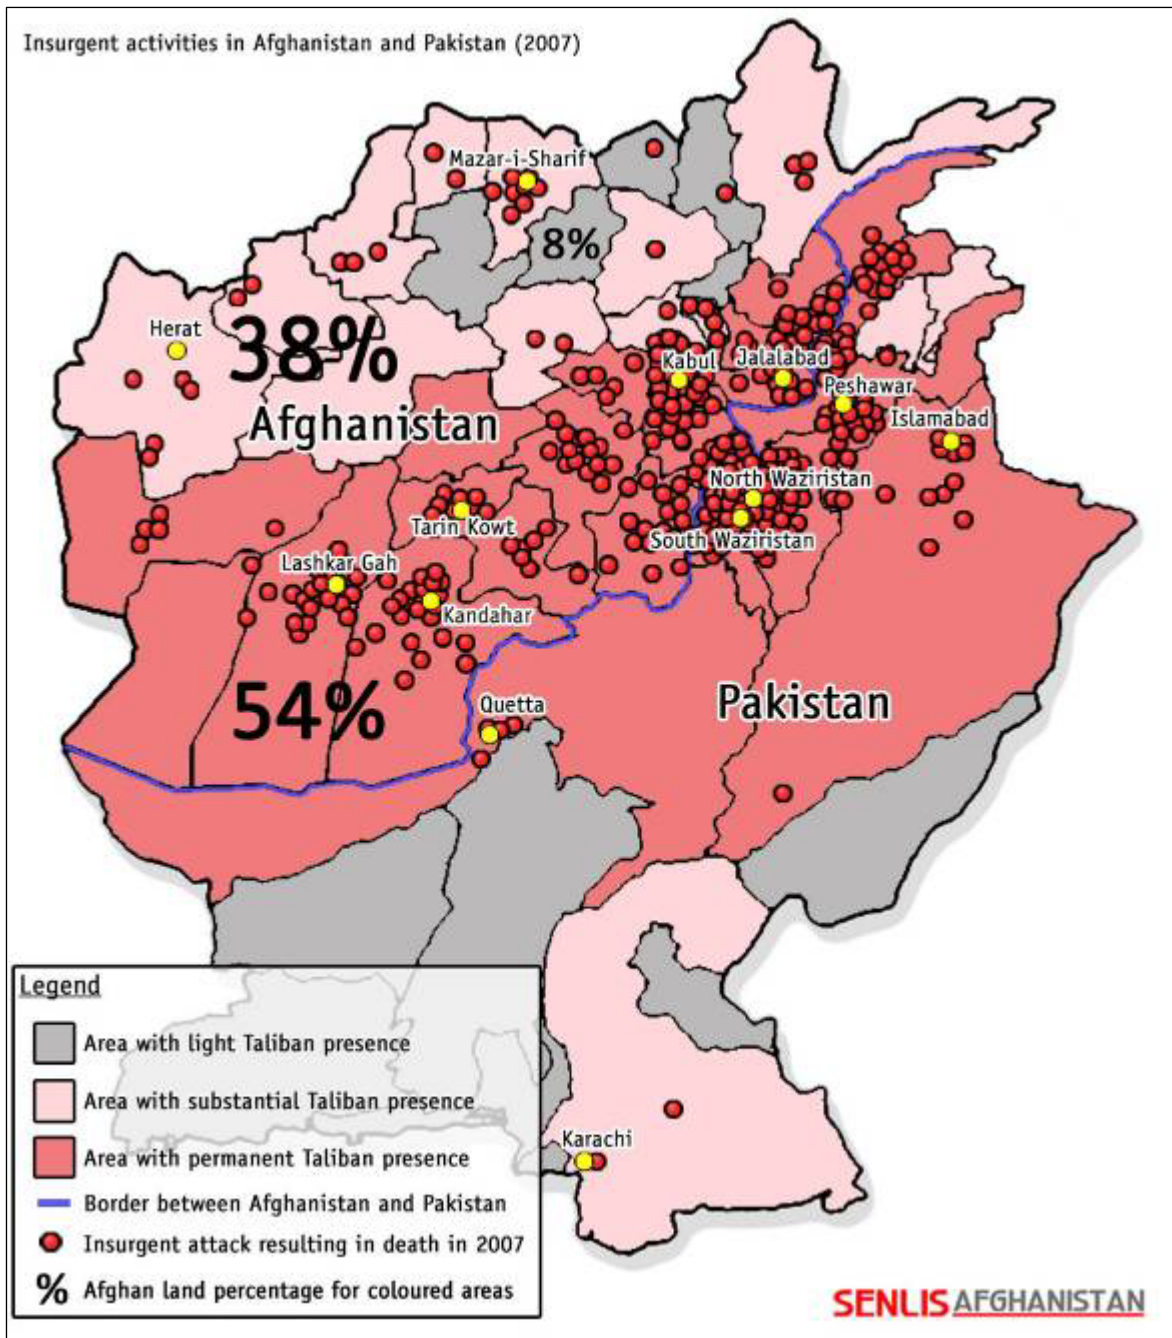 Insurgent activities in Afghanistan and Pakistan (2007)
Mazar-i-Sharif
8%
Herat
38%
Kabul
Jalalabad
Peshawar
Islamabad
Afghanistan
North Waziristan
Tarin Kowt
South Waziristan
Lashkar Gah
Kandahar
54%
Quetta
Pakistan
Legend
Area with light Taliban presence
Area with substantial Taliban presence
Area with permanent Taliban presence
Border between Afghanistan and Pakistan
Insurgent attack resulting in death in 2007
% Afghan land percentage for coloured areas
Karachi
SENLIS AFGHANISTAN